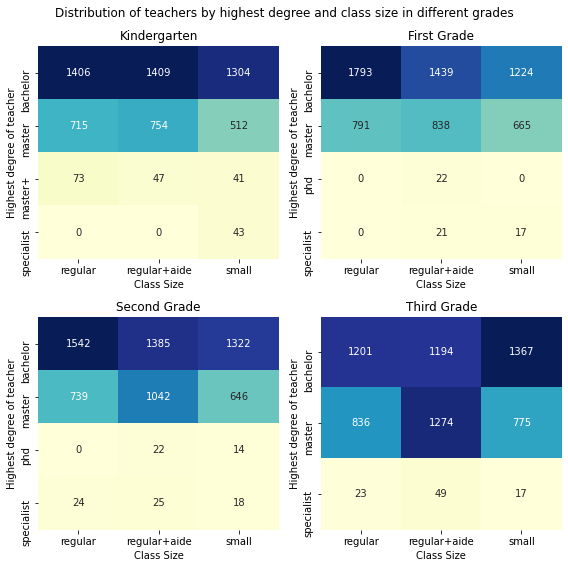 Distribution of teachers by highest degree and class size in different grades
Kindergarten
Highest degree of teacher
bachelor 1406 1409 1304
master 715 754 512
master+ 73 47 41
specialist 0 0 43
regular regular+aide small
Class Size
First Grade
Highest degree of teacher
bachelor 1793 1439 1224
master 791 838 665
phd 0 22 0
specialist 0 21 17
regular regular+aide small
Class Size
Second Grade
Highest degree of teacher
bachelor 1542 1385 1322
master 739 1042 646
phd 0 22 14
specialist 24 25 18
regular regular+aide small
Class Size
Third Grade
Highest degree of teacher
bachelor 1201 1194 1367
master 836 1274 775
specialist 23 49 17
regular regular+aide small
Class Size